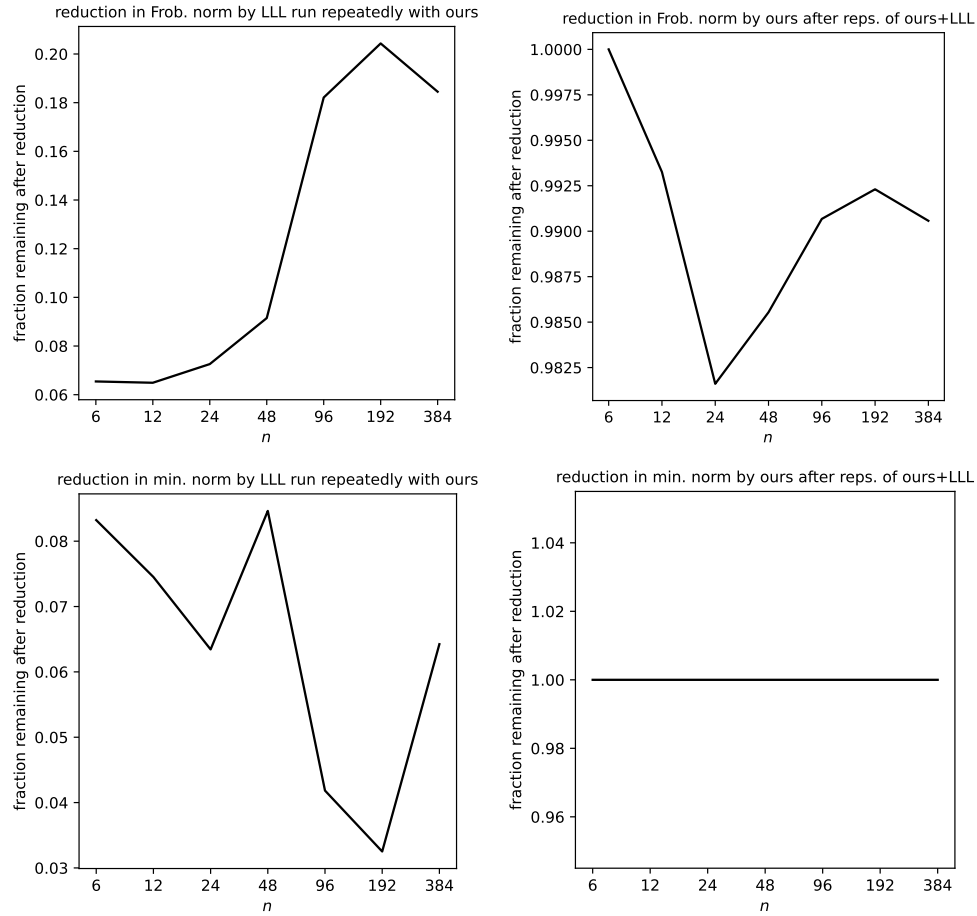 reduction in Frob. norm by LLL run repeatedly with ours
fraction remaining after reduction
0.20
0.18
0.16
0.14
0.12
0.10
0.08
0.06
6 12 24 48 96 192 384
n
reduction in Frob. norm by ours after reps. of ours+LLL
fraction remaining after reduction
1.0000
0.9975
0.9950
0.9925
0.9900
0.9875
0.9850
0.9825
6 12 24 48 96 192 384
n
reduction in min. norm by LLL run repeatedly with ours
fraction remaining after reduction
0.08
0.07
0.06
0.05
0.04
0.03
6 12 24 48 96 192 384
n
reduction in min. norm by ours after reps. of ours+LLL
fraction remaining after reduction
1.04
1.02
1.00
0.98
0.96
6 12 24 48 96 192 384
n